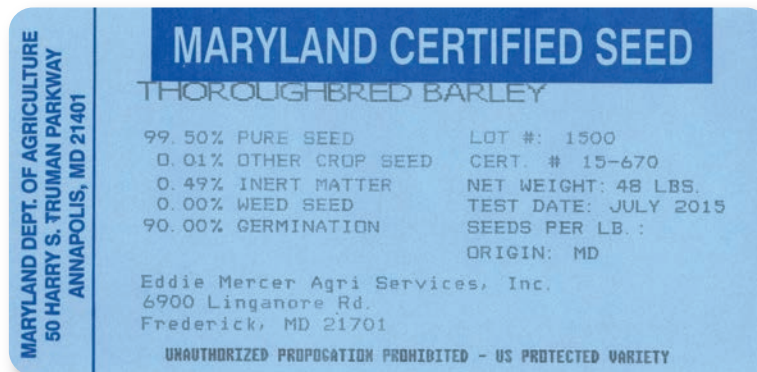 MARYLAND DEPT. OF AGRICULTURE
50 HARRY S. TRUMAN PARKWAY
ANNAPOLIS, MD 21401
MARYLAND CERTIFIED SEED
THOROUGHBRED BARLEY
99.50% PURE SEED LOT #: 1500
0.01% OTHER CROP SEED CERT. # 15-670
0.49% INERT MATTER NET WEIGHT: 48 LBS.
0.00% WEED SEED TEST DATE: JULY 2015
90.00% GERMINATION SEEDS PER LB.:
ORIGIN: MD
Eddie Mercer Agri Services, Inc.
6900 Linganore Rd.
Frederick, MD 21701
UNAUTHORIZED PROPOGATION PROHIBITED - US PROTECTED VARIETY